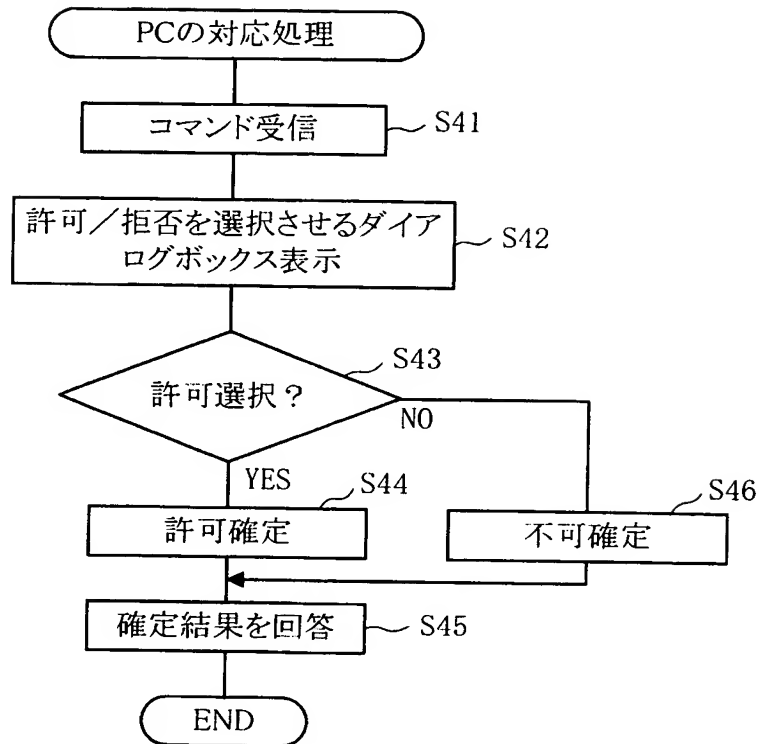 PCの対応処理
コマンド受信
S41
許可／拒否を選択させるダイア
ログボックス表示
S42
許可選択？
S43
NO
YES
許可確定
S44
不可確定
S46
確定結果を回答
S45
END